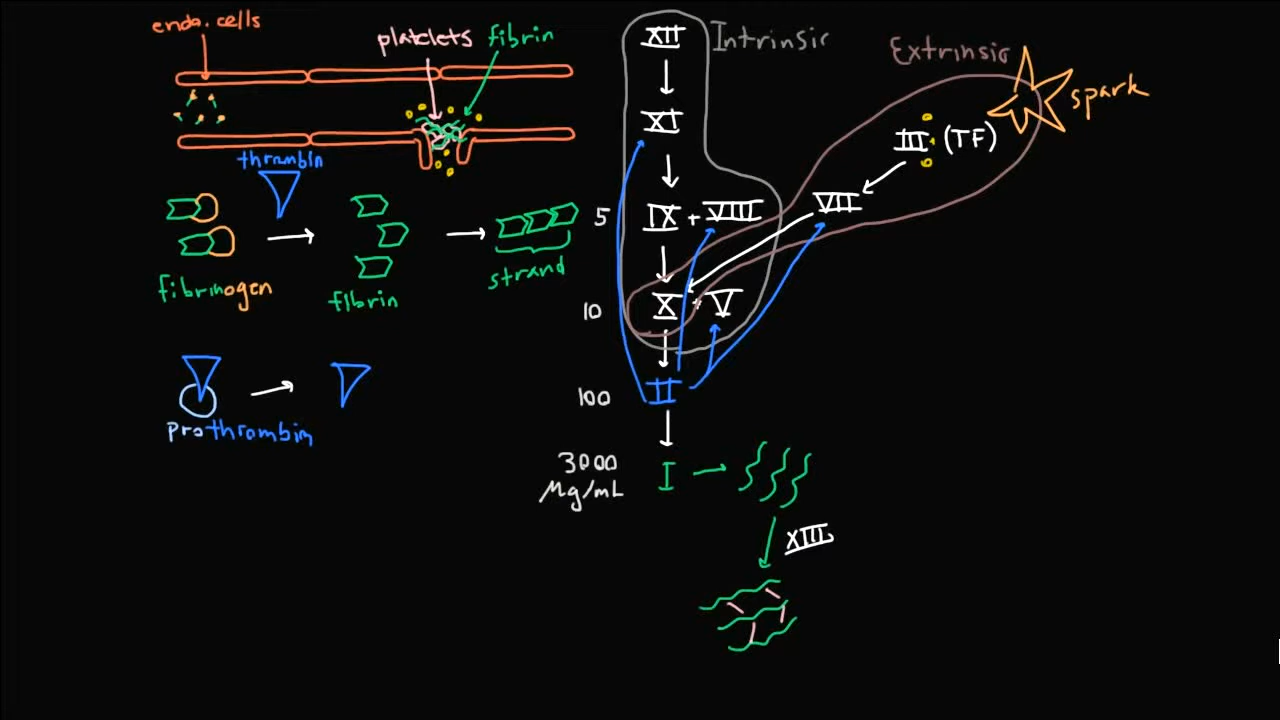 endo. cells
platelets
fibrin
thrombin
fibrinogen
fibrin
strand
prothrombin
XII
Intrinsic
XI
5
IX + VIII
10
X + V
100
II
3000
Mg/mL
I
XIII
Extrinsic
spark
III (TF)
VII